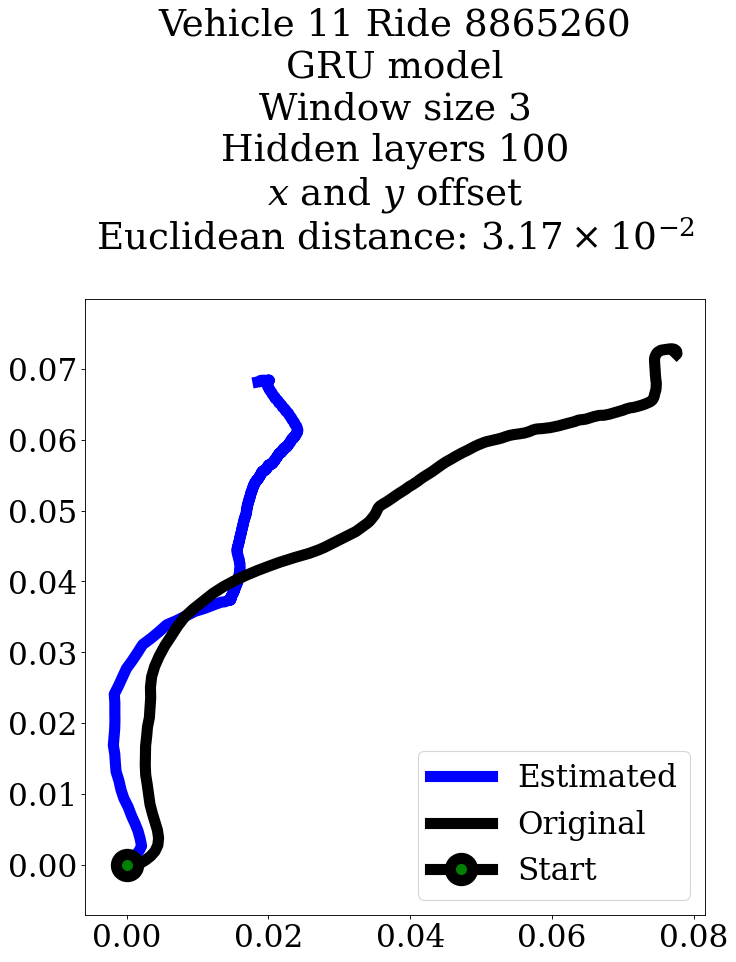 Vehicle 11 Ride 8865260
GRU model
Window size 3
Hidden layers 100
x and y offset
Euclidean distance: 3.17 × 10⁻²
0.07
0.06
0.05
0.04
0.03
0.02
0.01
0.00
Estimated
Original
Start
0.00 0.02 0.04 0.06 0.08